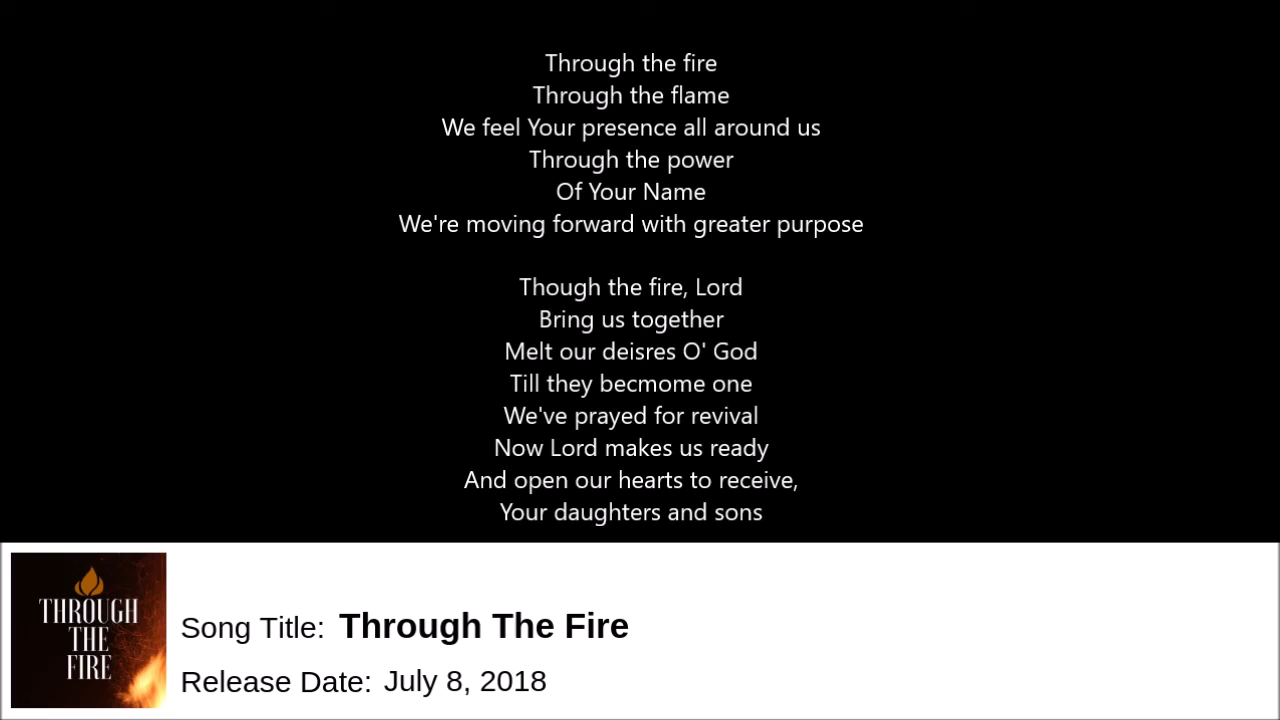 Through the fire
Through the flame
We feel Your presence all around us
Through the power
Of Your Name
We're moving forward with greater purpose
Though the fire, Lord
Bring us together
Melt our deisres O' God
Till they becmome one
We've prayed for revival
Now Lord makes us ready
And open our hearts to receive,
Your daughters and sons
THROUGH
THE
FIRE
Song Title: Through The Fire
Release Date: July 8, 2018